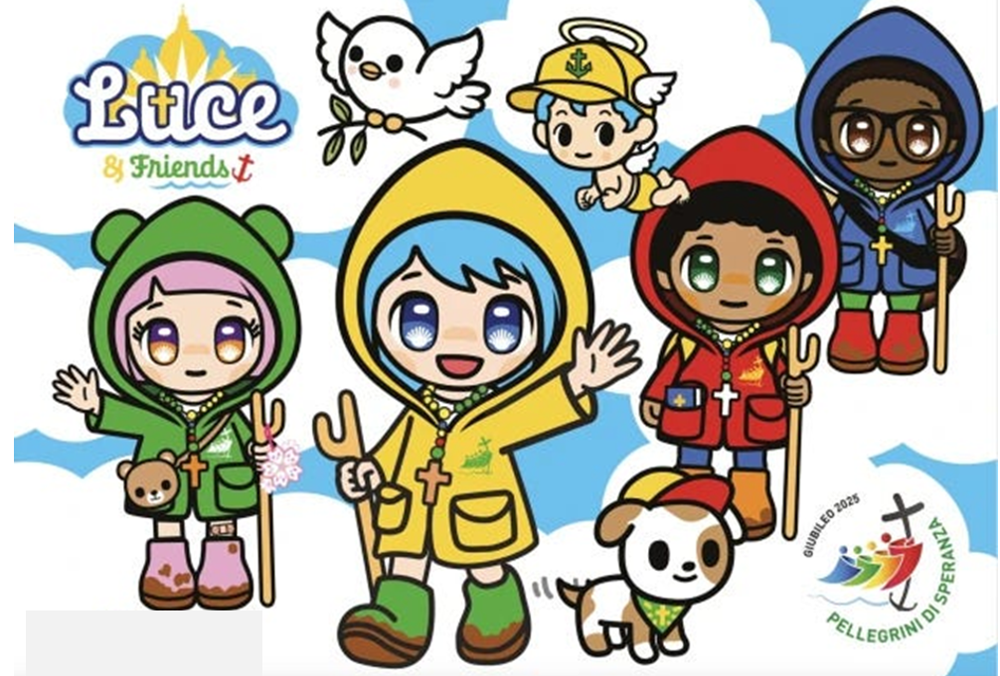 Luce
& Friends
GIUBILEO 2025
PELLEGRINI DI SPERANZA